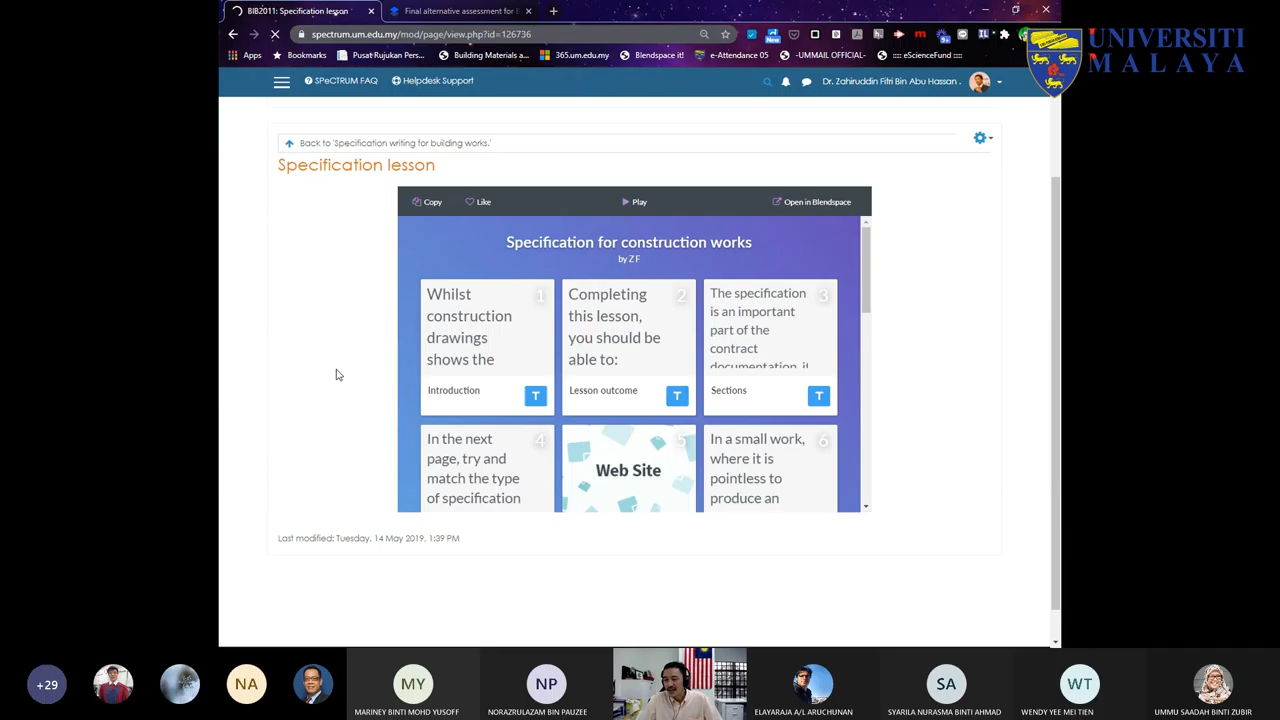 BIB2011: Specification lesson
Final alternative assessment for B
spectrum.um.edu.my/mod/page/view.php?id=126736
New
Apps
Bookmarks
Pusat Rujukan Persu
Building Materials a
365.um.edu.my
Blendspace it!
e-Attendance 05
-UMMAIL OFFICIAL-
:::: eScienceFund ::::
UNIVERSITI
MALAYA
SPeCTRUM FAQ
Helpdesk Support
Dr. Zahiruddin Fitri Bin Abu Hassan .
Back to 'Specification writing for building works.'
Specification lesson
Copy
Like
Play
Open in Blendspace
Specification for construction works
by Z F
Whilst
construction
drawings
shows the
1
Introduction
T
Completing
this lesson,
you should be
able to:
2
Lesson outcome
T
The specification
is an important
part of the
contract
documentation, it
3
Sections
T
In the next
page, try and
match the type
of specification
4
Web Site
5
In a small work,
where it is
pointless to
produce an
6
Last modified: Tuesday, 14 May 2019, 1:39 PM
+29
NA
MY
MARINEY BINTI MOHD YUSOFF
NP
NORAZRULAZAM BIN PAUZEE
ELAYARAJA A/L ARUCHUNAN
SA
SYARILA NURASMA BINTI AHMAD
WT
WENDY YEE MEI TIEN
UMMU SAADAH BINTI ZUBIR